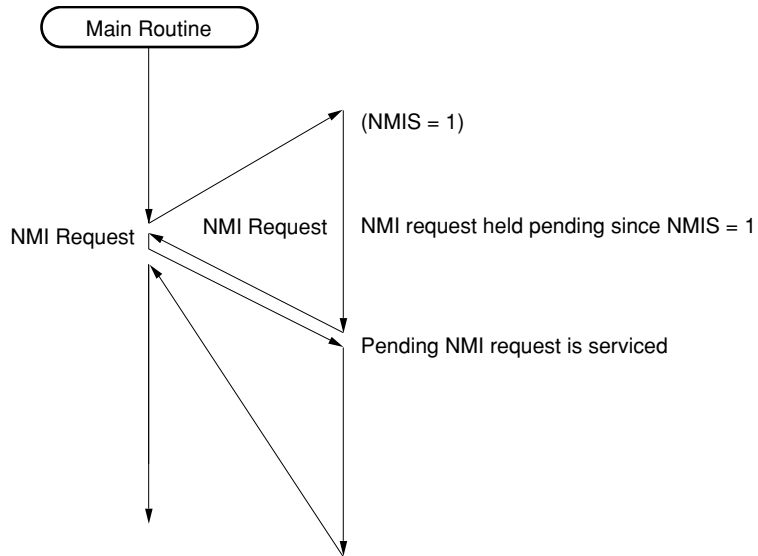 Main Routine
(NMIS = 1)
NMI Request
NMI Request
NMI request held pending since NMIS = 1
Pending NMI request is serviced